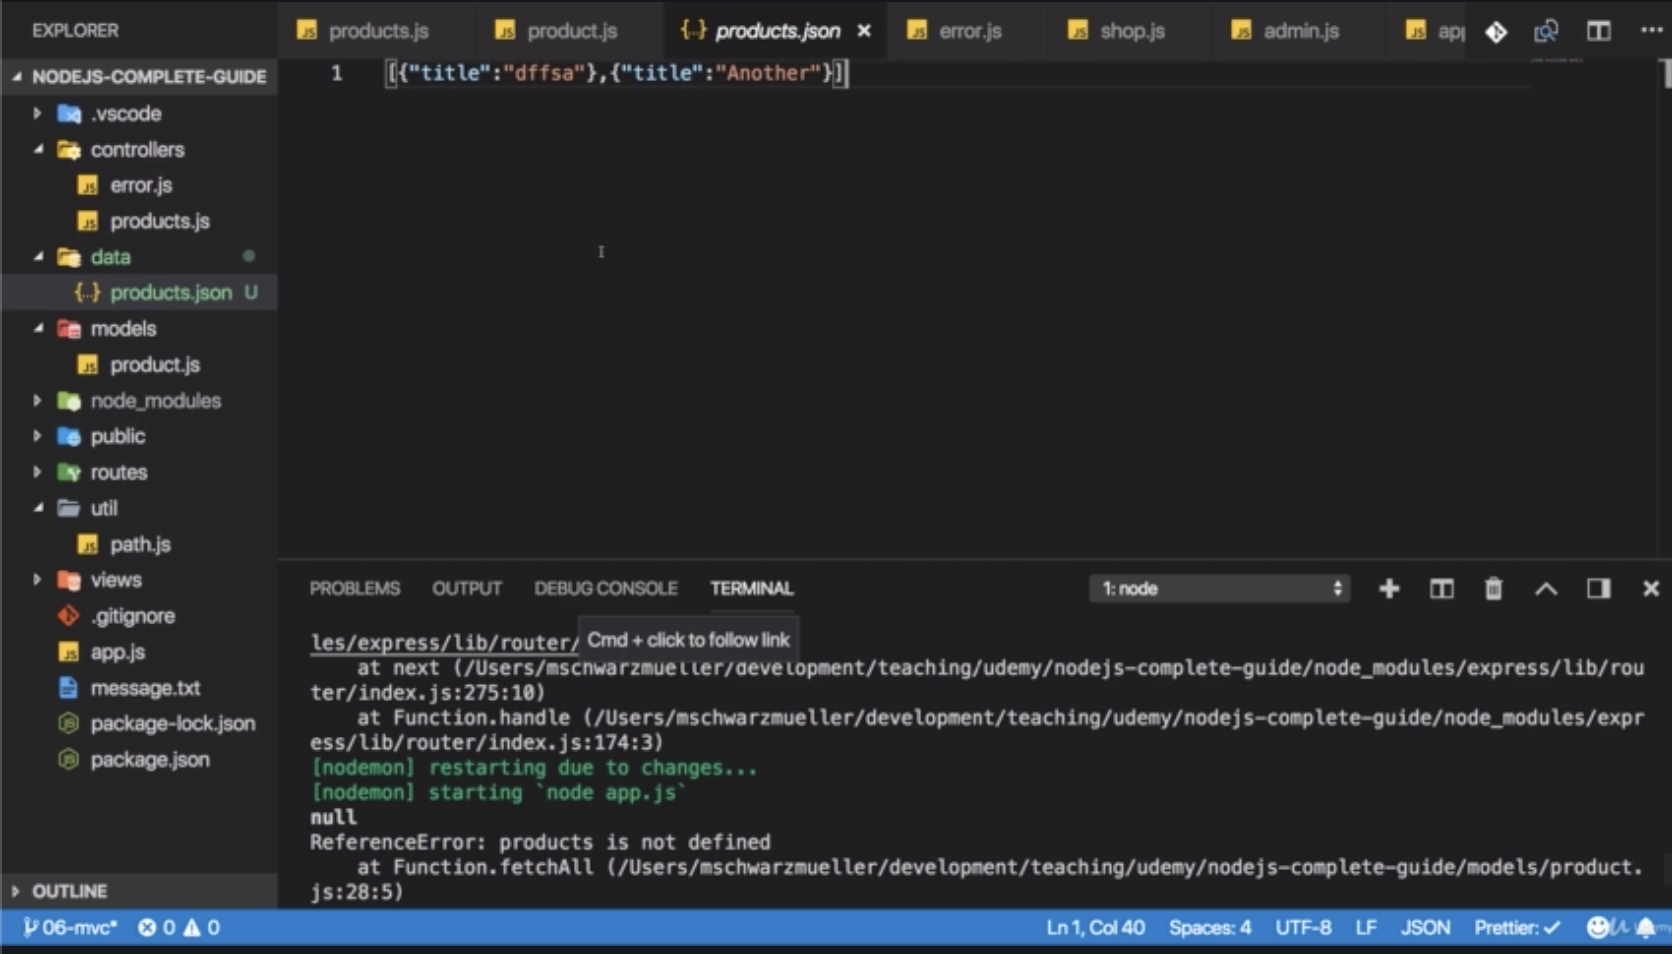 EXPLORER
NODEJS-COMPLETE-GUIDE
.vscode
controllers
error.js
products.js
data
products.json U
models
product.js
node_modules
public
routes
util
path.js
views
.gitignore
app.js
message.txt
package-lock.json
package.json
OUTLINE
products.js product.js {..} products.json error.js shop.js admin.js
1 [{"title":"dffsa"},{"title":"Another"}]
PROBLEMS OUTPUT DEBUG CONSOLE TERMINAL 1: node
les/express/lib/router/
Cmd + click to follow link
at next (/Users/mschwarzmueller/development/teaching/udemy/nodejs-complete-guide/node_modules/express/lib/rou
ter/index.js:275:10)
at Function.handle (/Users/mschwarzmueller/development/teaching/udemy/nodejs-complete-guide/node_modules/expr
ess/lib/router/index.js:174:3)
[nodemon] restarting due to changes...
[nodemon] starting `node app.js`
null
ReferenceError: products is not defined
at Function.fetchAll (/Users/mschwarzmueller/development/teaching/udemy/nodejs-complete-guide/models/product.
js:28:5)
06-mvc* 0 0 Ln 1, Col 40 Spaces: 4 UTF-8 LF JSON Prettier: ✓